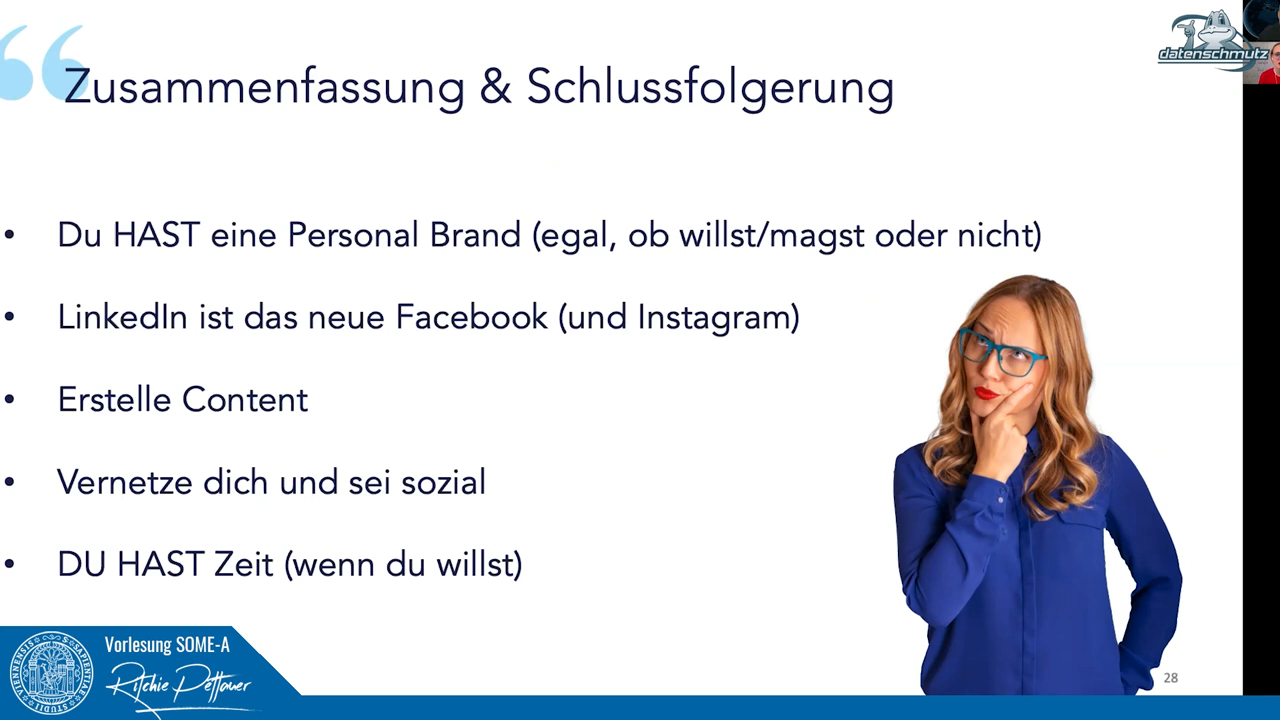 datenschmutz
Zusammenfassung & Schlussfolgerung
• Du HAST eine Personal Brand (egal, ob willst/magst oder nicht)
• LinkedIn ist das neue Facebook (und Instagram)
• Erstelle Content
• Vernetze dich und sei sozial
• DU HAST Zeit (wenn du willst)
Vorlesung SOME-A
Ritchie Pettauer
28